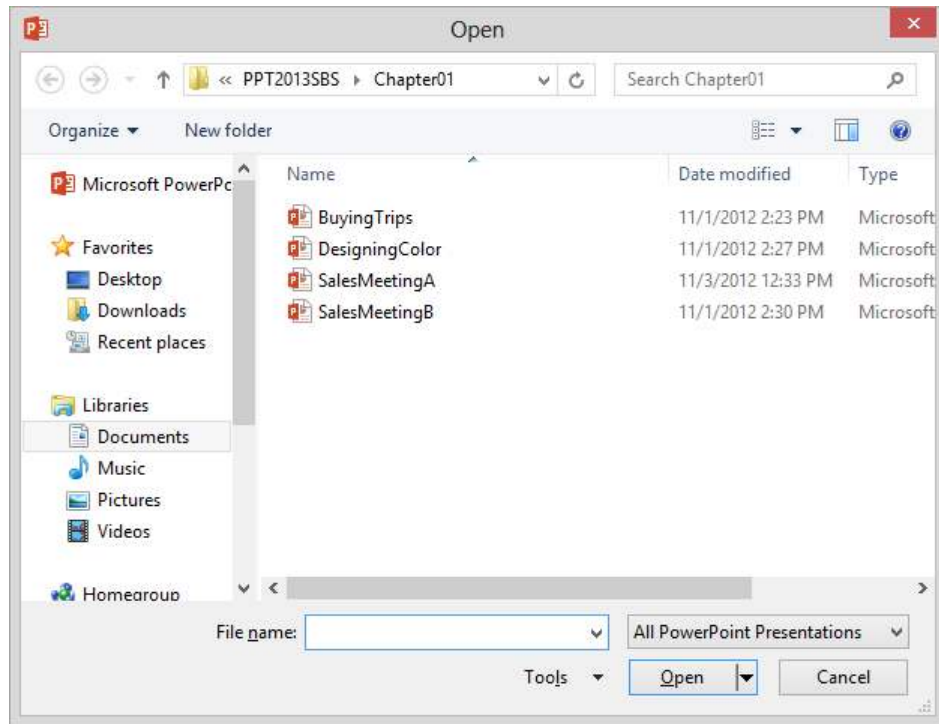 Open
« PPT2013SBS Chapter01
Search Chapter01
Organize New folder
Microsoft PowerPc
Favorites
Desktop
Downloads
Recent places
Libraries
Documents
Music
Pictures
Videos
Homegroup
Name Date modified Type
BuyingTrips 11/1/2012 2:23 PM Microsoft
DesigningColor 11/1/2012 2:27 PM Microsoft
SalesMeetingA 11/3/2012 12:33 PM Microsoft
SalesMeetingB 11/1/2012 2:30 PM Microsoft
File name: All PowerPoint Presentations
Tools Open Cancel